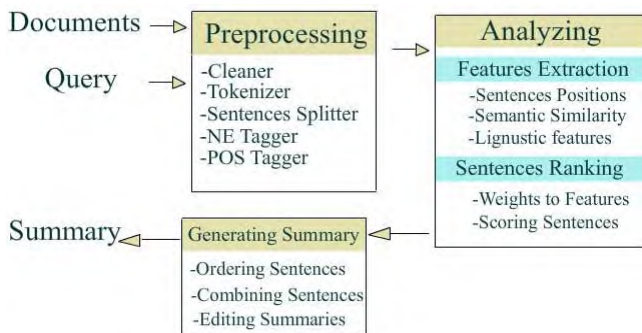 Documents
Query
Preprocessing
-Cleaner
-Tokenizer
-Sentences Splitter
-NE Tagger
-POS Tagger
Analyzing
Features Extraction
-Sentences Positions
-Semantic Similarity
-Lignustic features
Sentences Ranking
-Weights to Features
-Scoring Sentences
Generating Summary
-Ordering Sentences
-Combining Sentences
-Editing Summaries
Summary